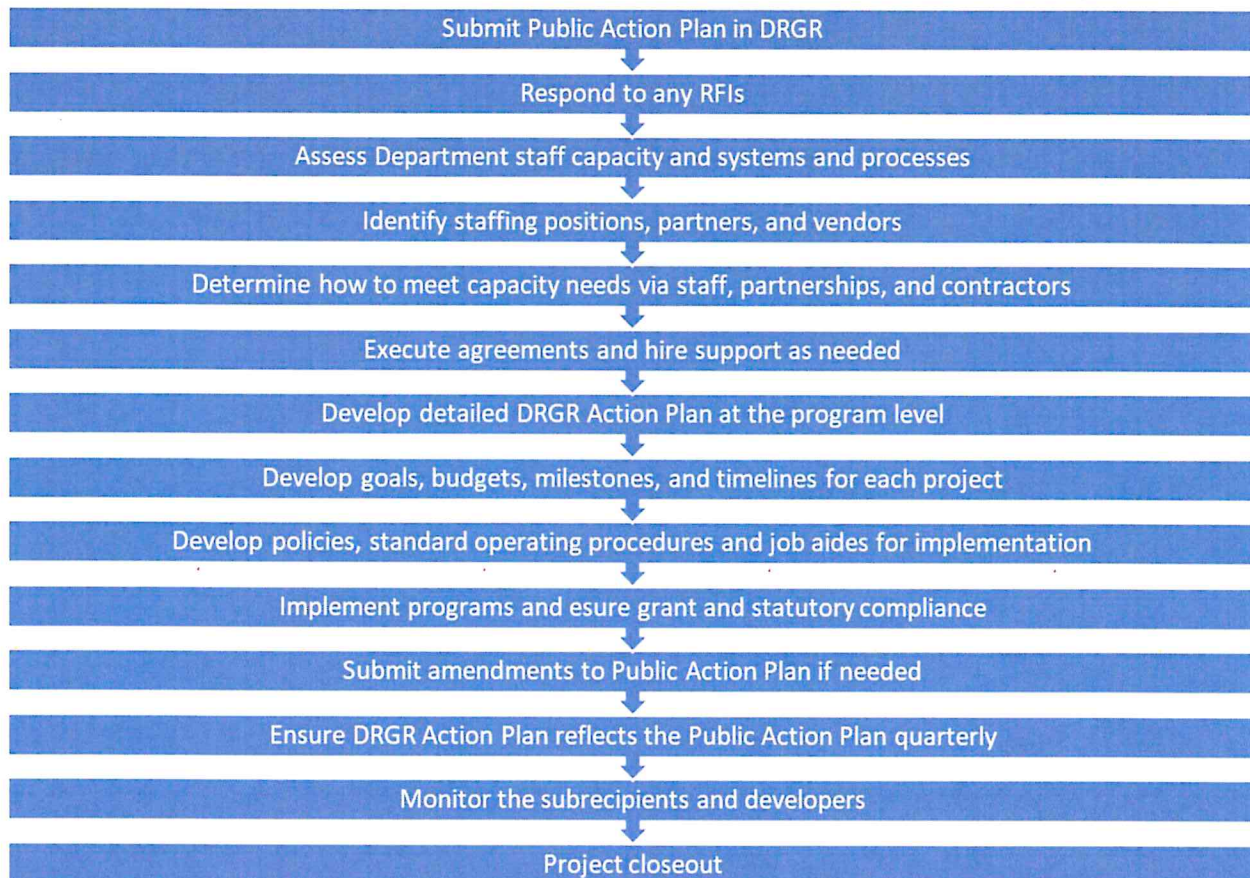 Submit Public Action Plan in DRGR
Respond to any RFIs
Assess Department staff capacity and systems and processes
Identify staffing positions, partners, and vendors
Determine how to meet capacity needs via staff, partnerships, and contractors
Execute agreements and hire support as needed
Develop detailed DRGR Action Plan at the program level
Develop goals, budgets, milestones, and timelines for each project
Develop policies, standard operating procedures and job aides for implementation
Implement programs and esure grant and statutory compliance
Submit amendments to Public Action Plan if needed
Ensure DRGR Action Plan reflects the Public Action Plan quarterly
Monitor the subrecipients and developers
Project closeout